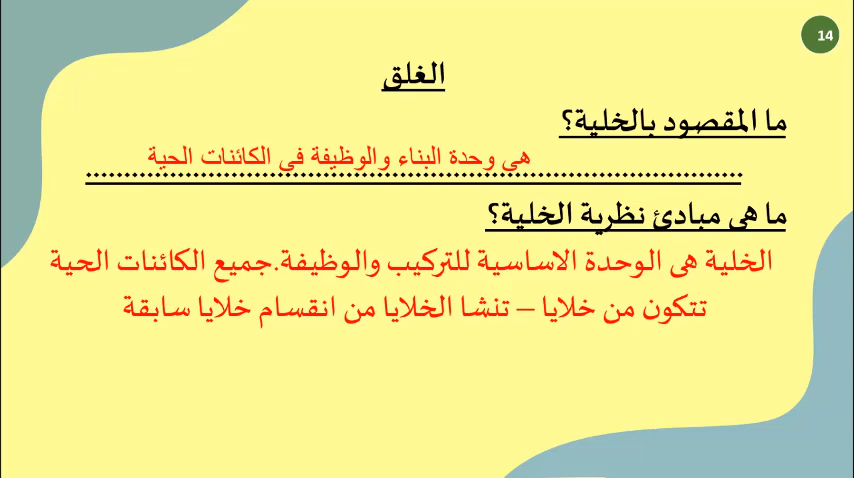 14
الغلق
ما المقصود بالخلية؟
هى وحدة البناء والوظيفة فى الكائنات الحية
................................................................................
ما هى مبادئ نظرية الخلية؟
الخلية هى الوحدة الاساسية للتركيب والوظيفة.جميع الكائنات الحية
تتكون من خلايا – تنشا الخلايا من انقسام خلايا سابقة